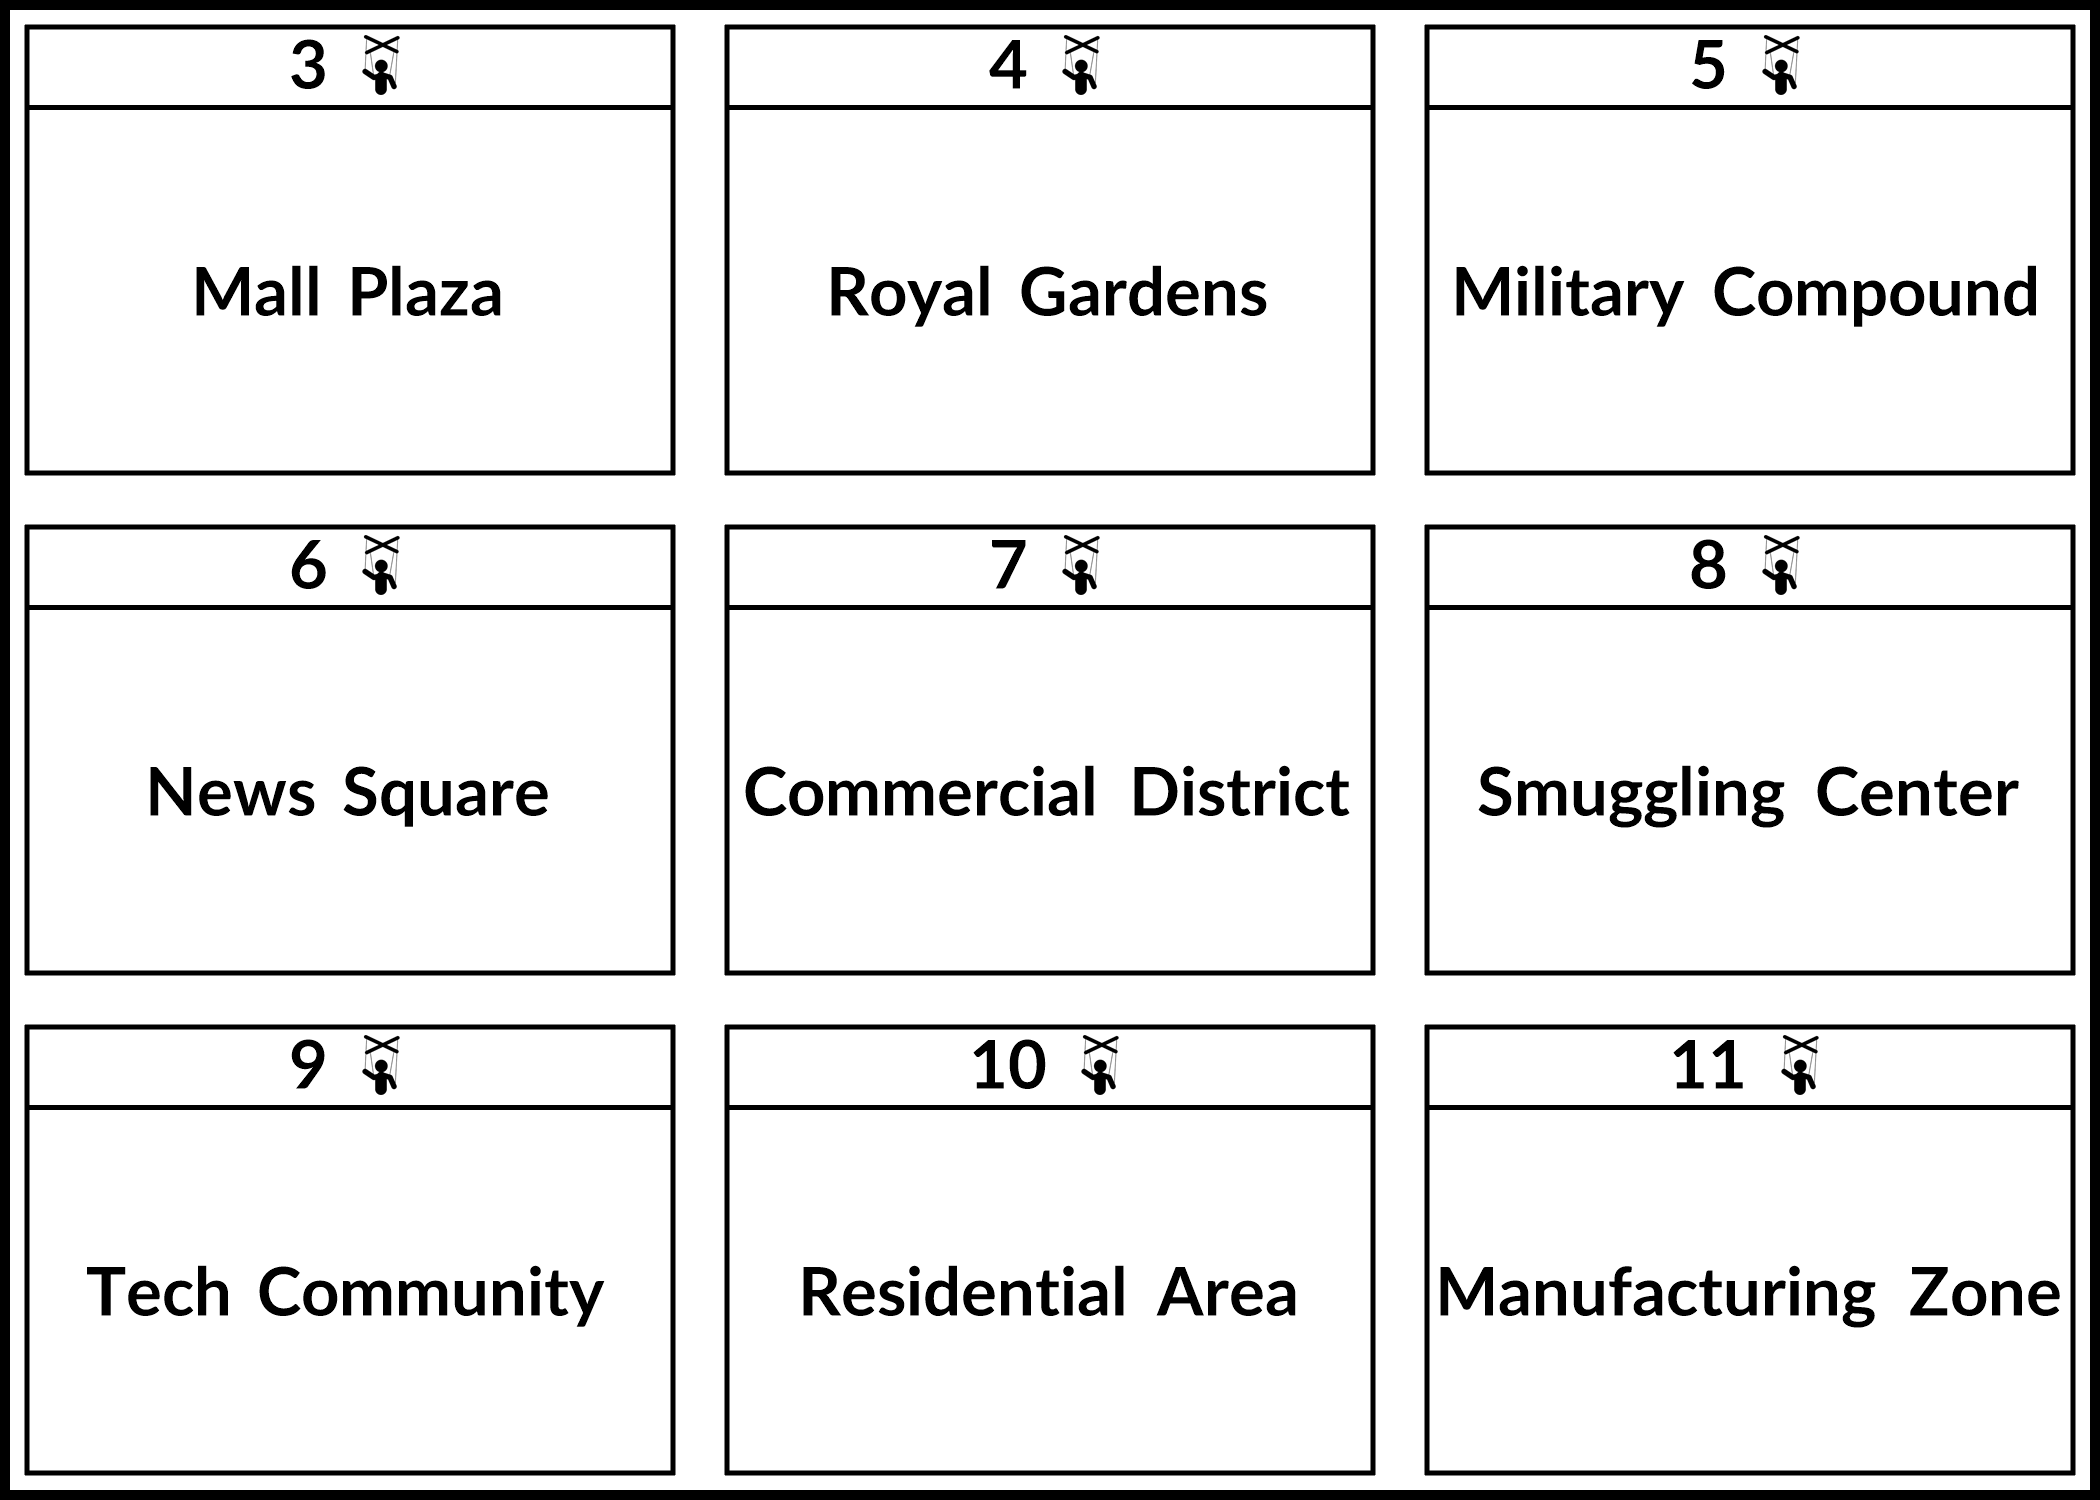 3
4
5
Mall Plaza
Royal Gardens
Military Compound
6
7
8
News Square
Commercial District
Smuggling Center
9
10
11
Tech Community
Residential Area
Manufacturing Zone